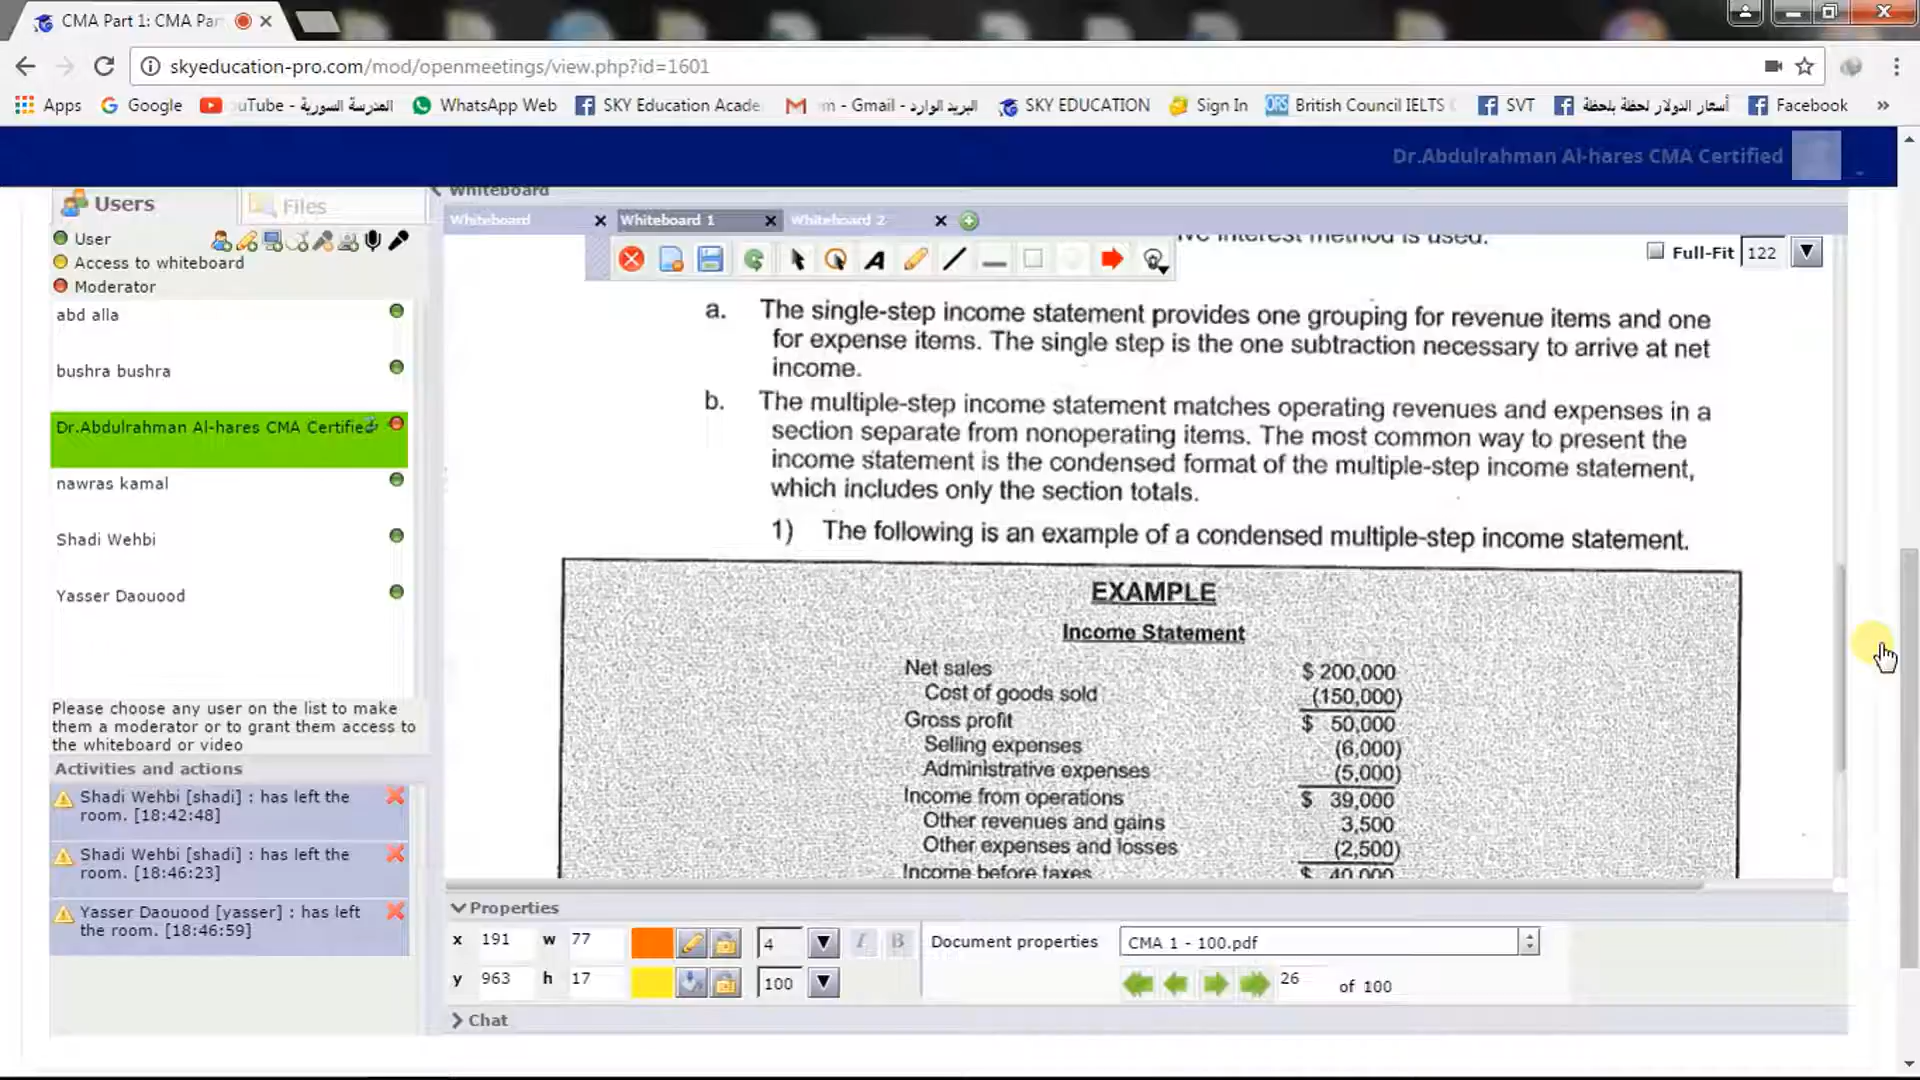 CMA Part 1: CMA Par
skyeducation-pro.com/mod/openmeetings/view.php?id=1601
Apps
Google
uTube - المدرسة السورية
WhatsApp Web
SKY Education Acade
m - Gmail - البريد الوارد
SKY EDUCATION
Sign In
British Council IELTS
SVT
أسعار الدولار لحظة بلحظة
Facebook
Dr.Abdulrahman Al-hares CMA Certified
Users
Files
Whiteboard
Whiteboard
Whiteboard 1
Whiteboard 2
User
Access to whiteboard
Moderator
abd alla
bushra bushra
Dr.Abdulrahman Al-hares CMA Certified
nawras kamal
Shadi Wehbi
Yasser Daouood
Please choose any user on the list to make
them a moderator or to grant them access to
the whiteboard or video
Activities and actions
Shadi Wehbi [shadi] : has left the
room. [18:42:48]
Shadi Wehbi [shadi] : has left the
room. [18:46:23]
Yasser Daouood [yasser] : has left
the room. [18:46:59]
Full-Fit 122
interest method is used.
a. The single-step income statement provides one grouping for revenue items and one
for expense items. The single step is the one subtraction necessary to arrive at net
income.
b. The multiple-step income statement matches operating revenues and expenses in a
section separate from nonoperating items. The most common way to present the
income statement is the condensed format of the multiple-step income statement,
which includes only the section totals.
1) The following is an example of a condensed multiple-step income statement.
EXAMPLE
Income Statement
Net sales $ 200,000
Cost of goods sold (150,000)
Gross profit $ 50,000
Selling expenses (6,000)
Administrative expenses (5,000)
Income from operations $ 39,000
Other revenues and gains 3,500
Other expenses and losses (2,500)
Income before taxes $ 40,000
Properties
x 191 w 77 4 I B Document properties CMA 1 - 100.pdf
y 963 h 17 100 26 of 100
Chat